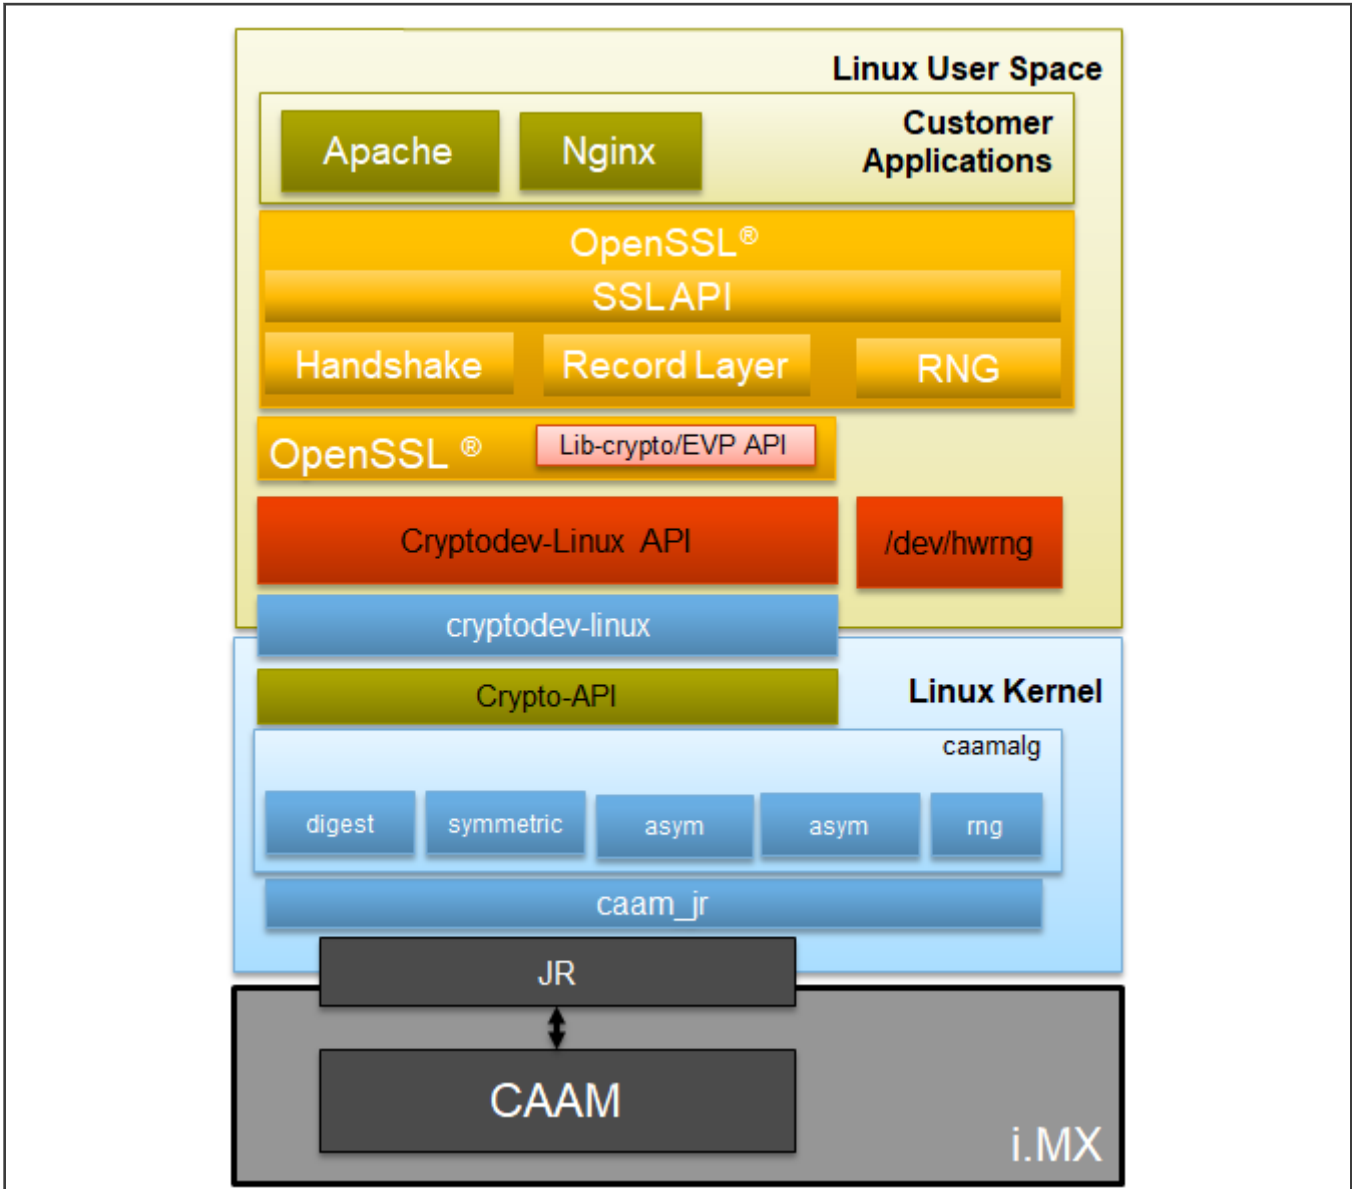 Linux User Space
Customer
Applications
Apache
Nginx
OpenSSL®
SSL API
Handshake
Record Layer
RNG
OpenSSL ®
Lib-crypto/EVP API
Cryptodev-Linux API
/dev/hwrng
cryptodev-linux
Crypto-API
Linux Kernel
caamalg
digest
symmetric
asym
asym
rng
caam_jr
JR
CAAM
i.MX